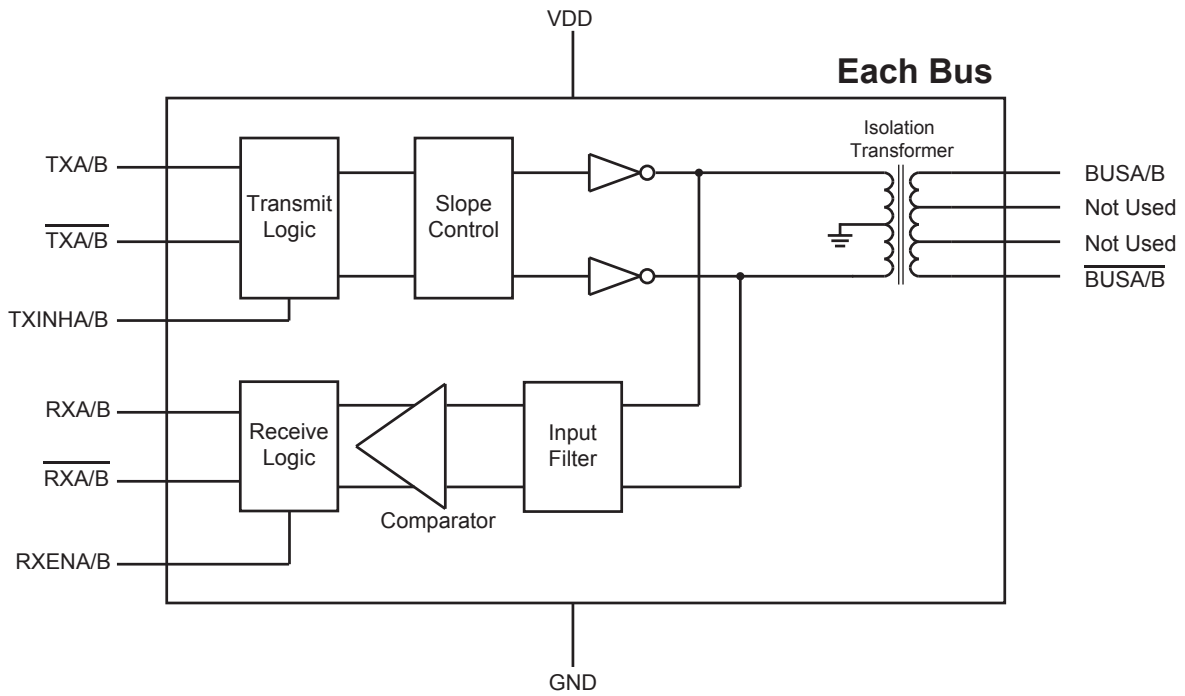 VDD
Each Bus
Isolation
Transformer
TXA/B
TXA/B
TXINHA/B
Transmit
Logic
Slope
Control
BUSA/B
Not Used
Not Used
BUSA/B
RXA/B
RXA/B
RXENA/B
Receive
Logic
Comparator
Input
Filter
GND